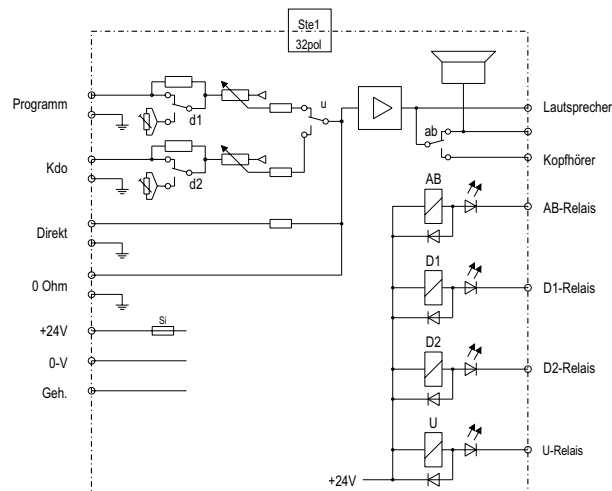 Ste1
32pol
Programm
d1
u
ab
Lautsprecher
Kopfhörer
Kdo
d2
AB
AB-Relais
Direkt
0 Ohm
D1
D1-Relais
+24V
Si
0-V
D2
D2-Relais
Geh.
U
U-Relais
+24V